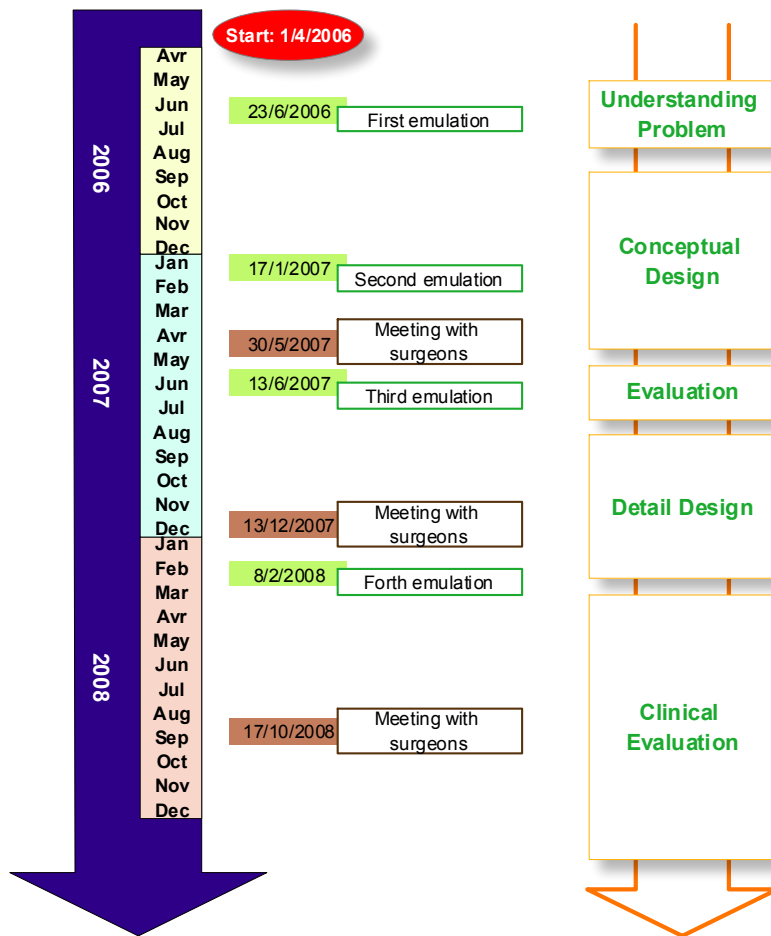 Start: 1/4/2006
2006
Avr
May
Jun
Jul
Aug
Sep
Oct
Nov
Dec
2007
Jan
Feb
Mar
Avr
May
Jun
Jul
Aug
Sep
Oct
Nov
Dec
2008
Jan
Feb
Mar
Avr
May
Jun
Jul
Aug
Sep
Oct
Nov
Dec
23/6/2006
First emulation
17/1/2007
Second emulation
30/5/2007
Meeting with
surgeons
13/6/2007
Third emulation
13/12/2007
Meeting with
surgeons
8/2/2008
Forth emulation
17/10/2008
Meeting with
surgeons
Understanding
Problem
Conceptual
Design
Evaluation
Detail Design
Clinical
Evaluation